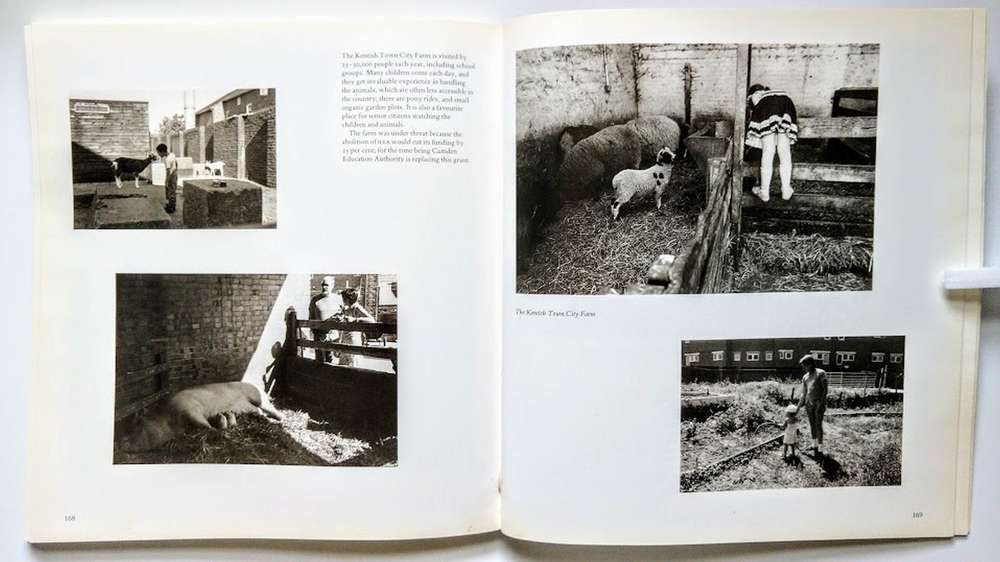 The Kentish Town City Farm is visited by
25–30,000 people each year, including school
groups. Many children come each day, and
they get invaluable experience in handling
the animals, which are often less accessible in
the country; there are pony rides, and small
organic garden plots. It is also a favourite
place for senior citizens watching the
children and animals.
The farm was under threat because the
abolition of ILEA would cut its funding by
25 per cent; for the time being Camden
Education Authority is replacing this grant.
The Kentish Town City Farm
168
169